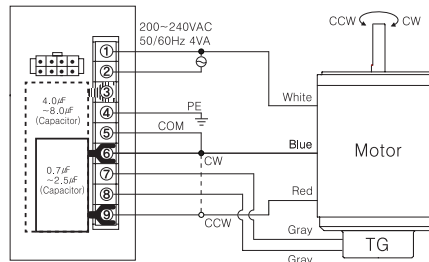 200~240VAC
50/60Hz 4VA
CCW
CW
①
②
③
④
⑤
⑥
⑦
⑧
⑨
4.0㎌
~8.0㎌
(Capacitor)
0.7㎌
~2.5㎌
(Capacitor)
PE
COM
CW
CCW
White
Blue
Red
Gray
Gray
Motor
TG